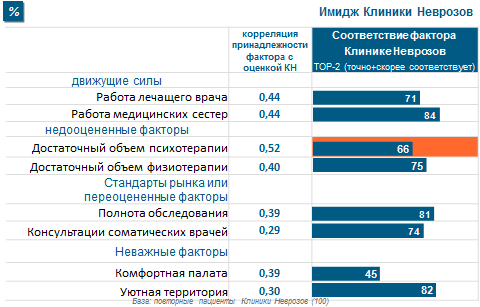 %
Имидж Клиники Неврозов
корреляция принадлежности фактора с оценкой КН
Соответствие фактора Клинике Неврозов
TOP-2 (точно+скорее соответствует)
движущие силы
Работа лечащего врача 0,44 71
Работа медицинских сестер 0,44 84
недооцененные факторы
Достаточный объем психотерапии 0,52 66
Достаточный объем физиотерапии 0,40 75
Стандарты рынка или
переоцененные факторы
Полнота обследования 0,39 81
Консультации соматических врачей 0,29 74
Неважные факторы
Комфортная палата 0,39 45
Уютная территория 0,30 82
База: повторные пациенты Клиники Неврозов (100)